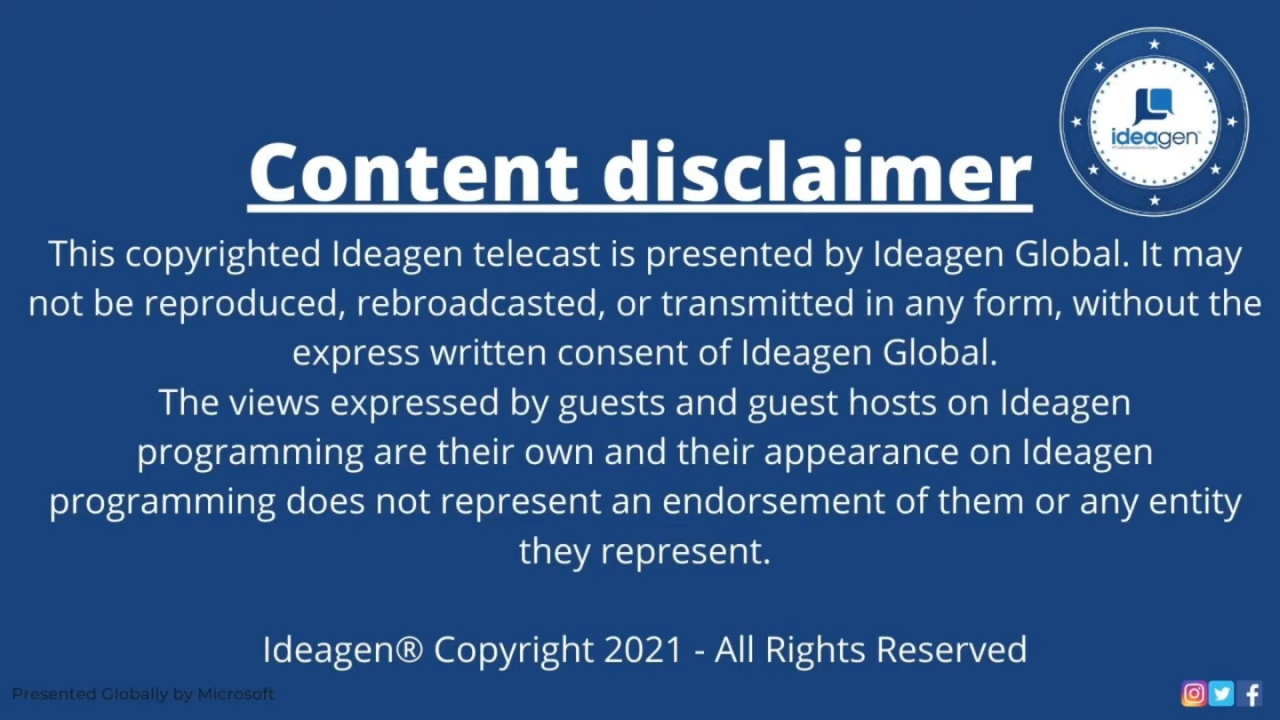 ideagen
Content disclaimer
This copyrighted Ideagen telecast is presented by Ideagen Global. It may
not be reproduced, rebroadcasted, or transmitted in any form, without the
express written consent of Ideagen Global.
The views expressed by guests and guest hosts on Ideagen
programming are their own and their appearance on Ideagen
programming does not represent an endorsement of them or any entity
they represent.
Ideagen® Copyright 2021 - All Rights Reserved
Presented Globally by Microsoft